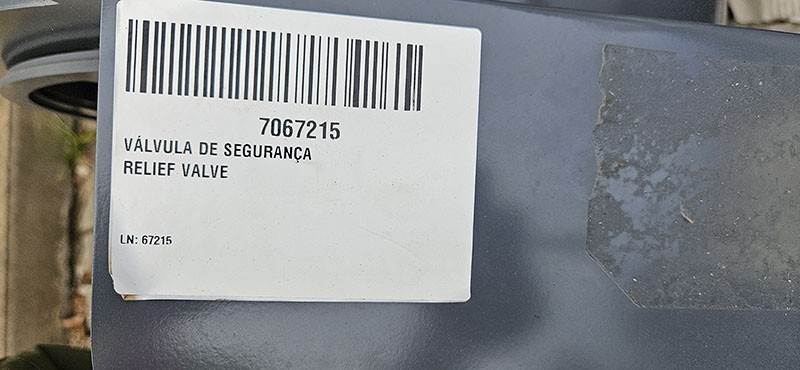 7067215
VÁLVULA DE SEGURANÇA
RELIEF VALVE
LN: 67215